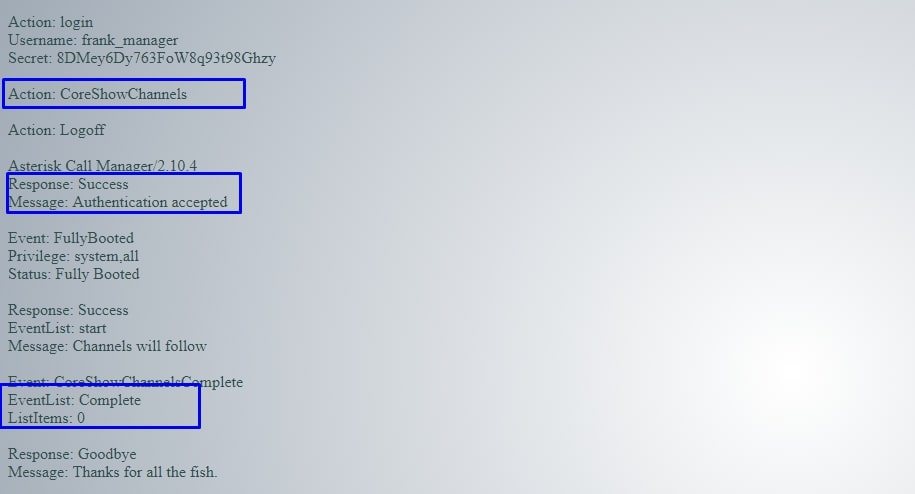 Action: login
Username: frank_manager
Secret: 8DMey6Dy763FoW8q93t98Ghzy
Action: CoreShowChannels
Action: Logoff
Asterisk Call Manager/2.10.4
Response: Success
Message: Authentication accepted
Event: FullyBooted
Privilege: system,all
Status: Fully Booted
Response: Success
EventList: start
Message: Channels will follow
Event: CoreShowChannelsComplete
EventList: Complete
ListItems: 0
Response: Goodbye
Message: Thanks for all the fish.